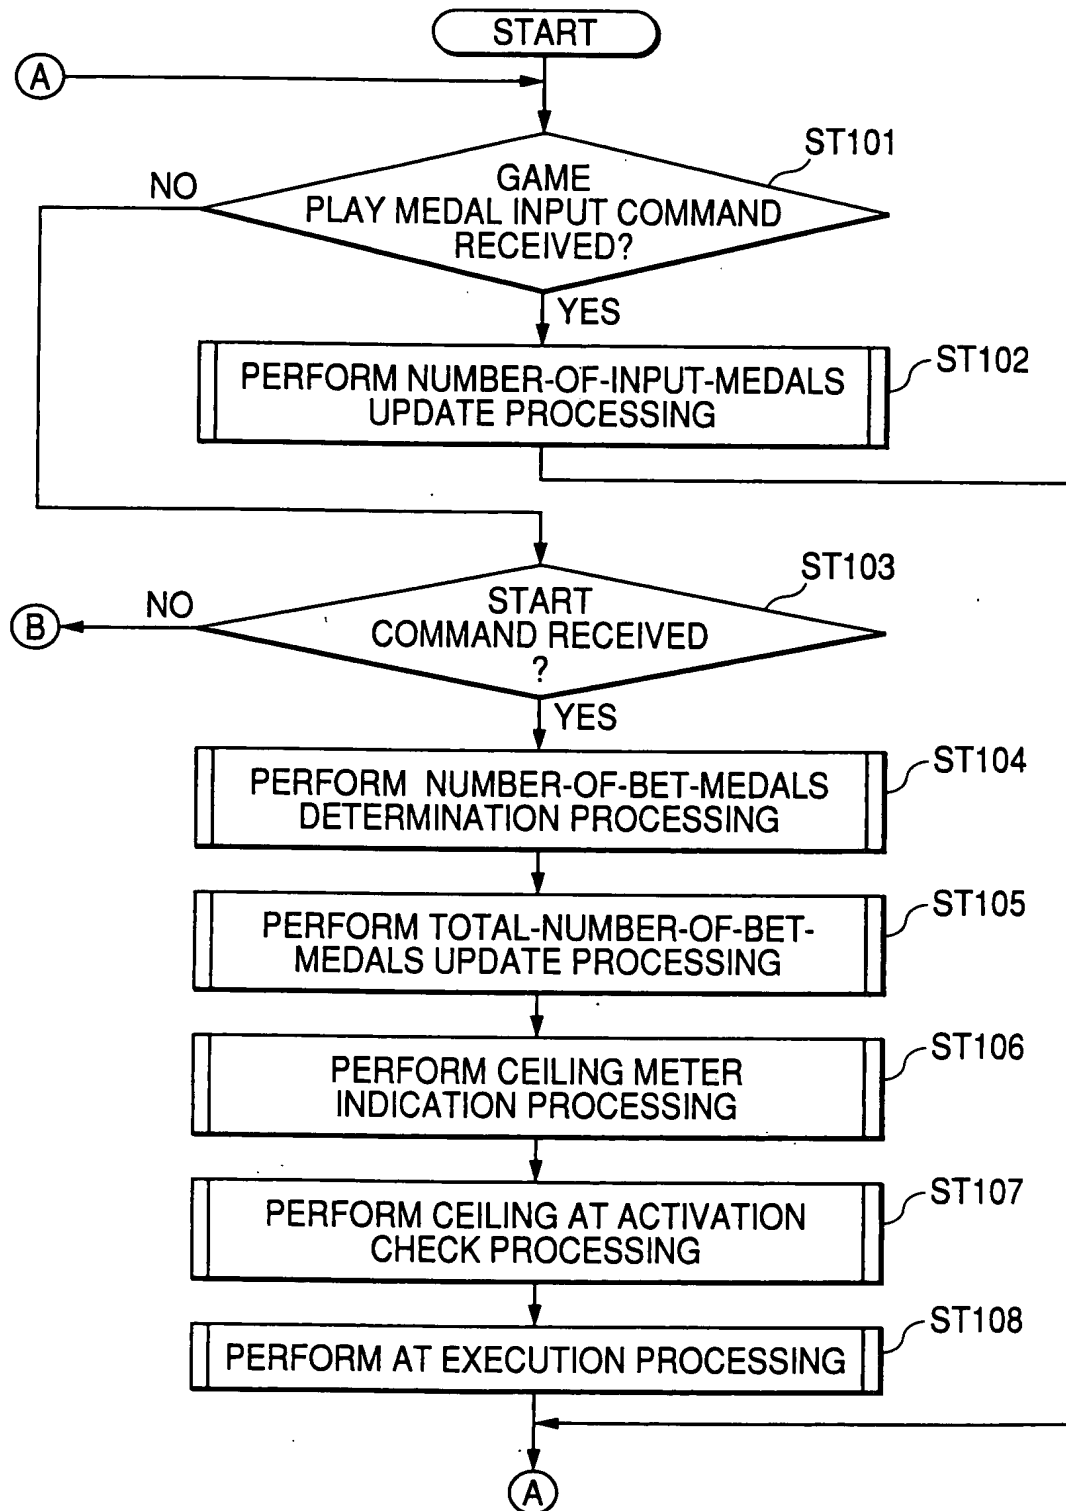 START
A
ST101
NO
GAME
PLAY MEDAL INPUT COMMAND
RECEIVED?
YES
ST102
PERFORM NUMBER-OF-INPUT-MEDALS
UPDATE PROCESSING
ST103
NO
B
START
COMMAND RECEIVED
?
YES
ST104
PERFORM NUMBER-OF-BET-MEDALS
DETERMINATION PROCESSING
ST105
PERFORM TOTAL-NUMBER-OF-BET-
MEDALS UPDATE PROCESSING
ST106
PERFORM CEILING METER
INDICATION PROCESSING
ST107
PERFORM CEILING AT ACTIVATION
CHECK PROCESSING
ST108
PERFORM AT EXECUTION PROCESSING
A